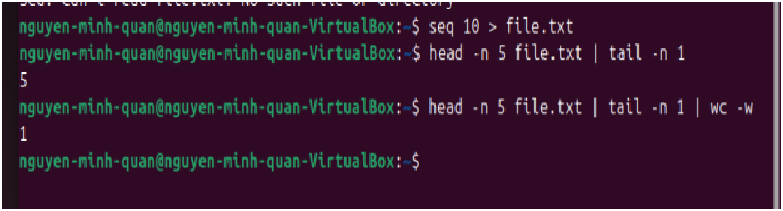 nguyen-minh-quan@nguyen-minh-quan-VirtualBox:~$ seq 10 > file.txt
nguyen-minh-quan@nguyen-minh-quan-VirtualBox:~$ head -n 5 file.txt | tail -n 1
5
nguyen-minh-quan@nguyen-minh-quan-VirtualBox:~$ head -n 5 file.txt | tail -n 1 | wc -w
1
nguyen-minh-quan@nguyen-minh-quan-VirtualBox:~$